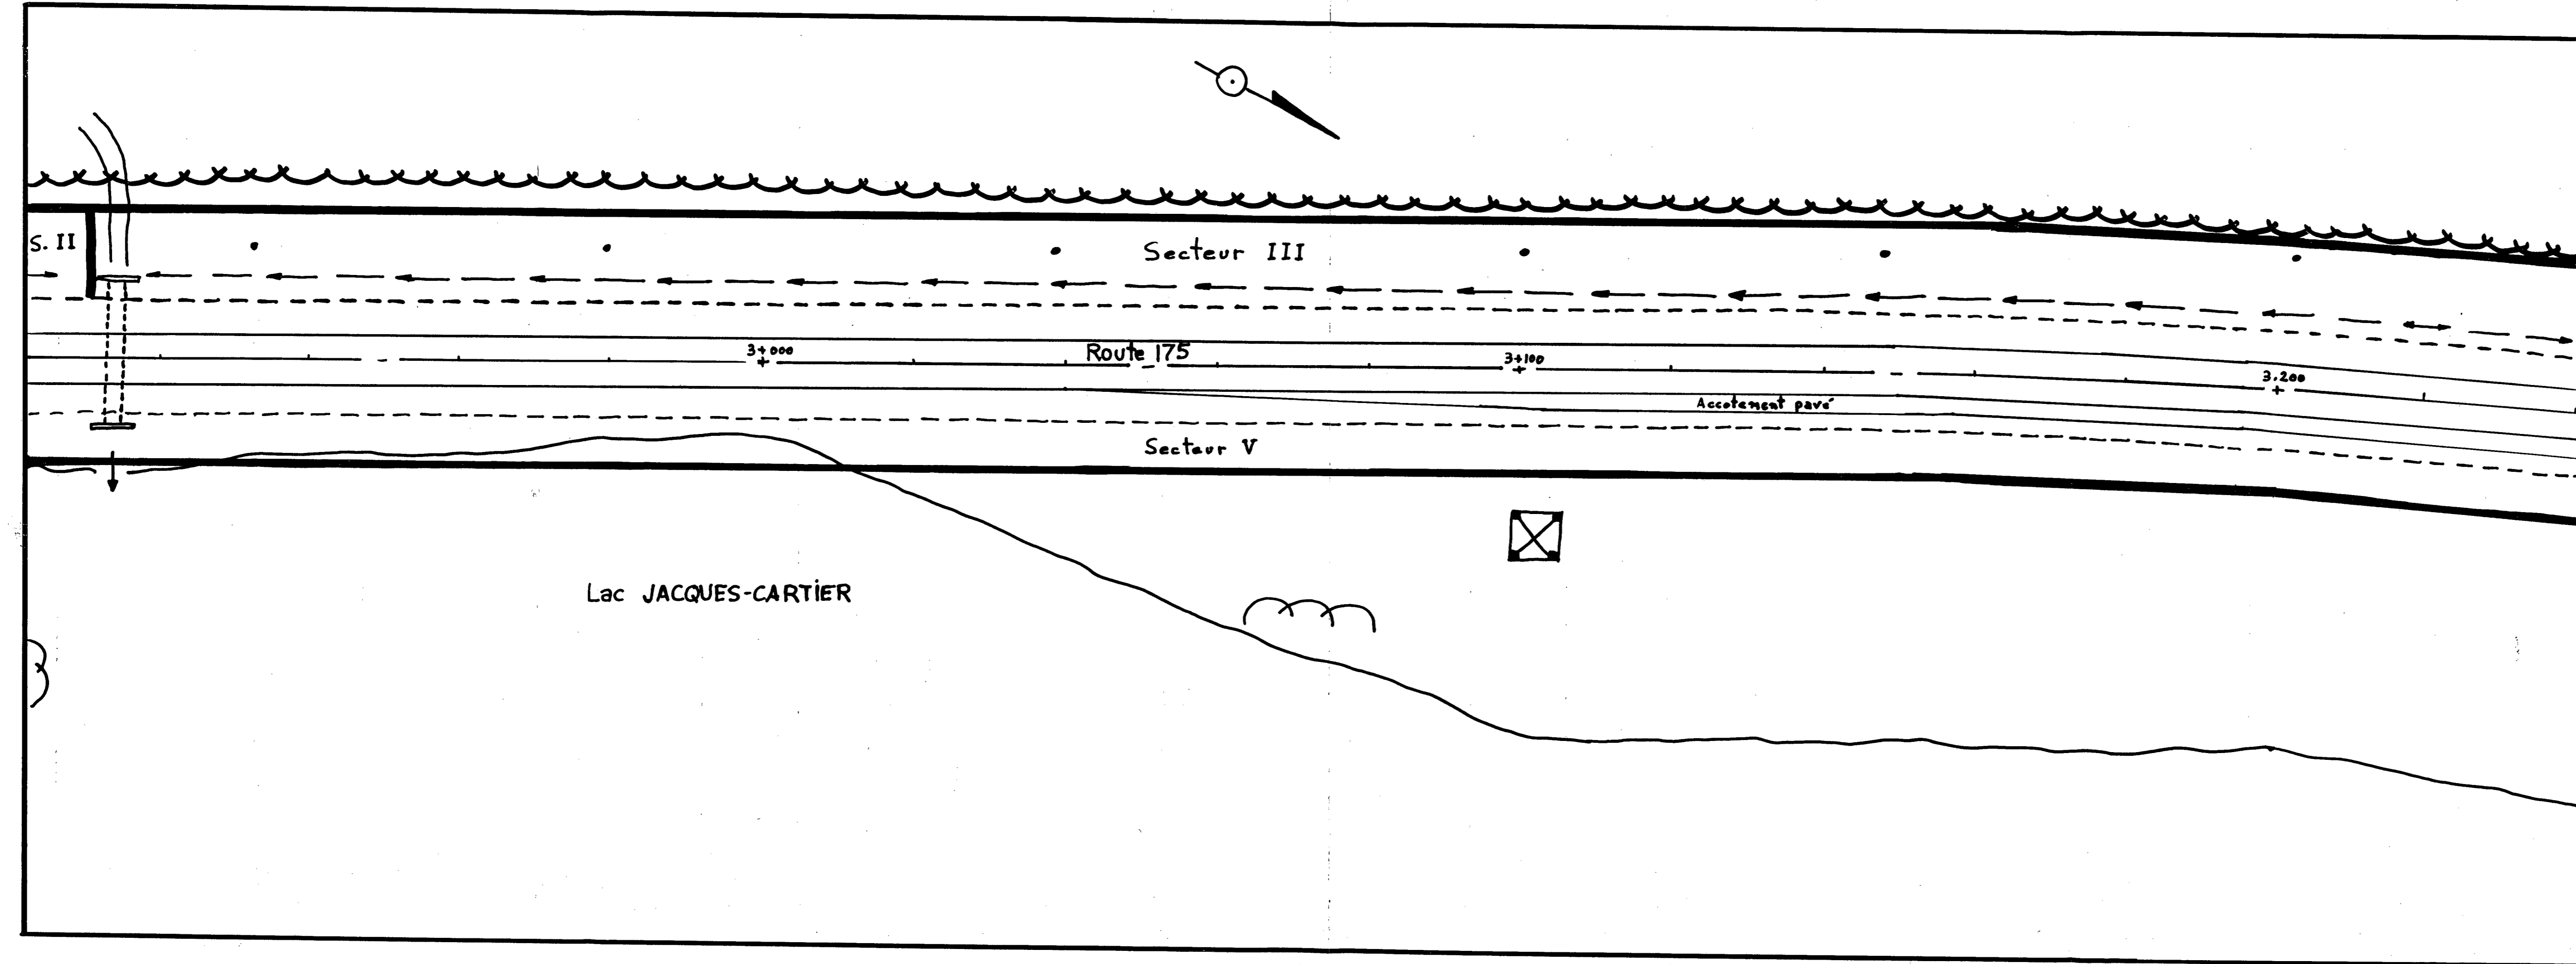 S. II
Secteur III
3+000
Route 175
3+100
3.200
Accotement pavé
Secteur V
Lac JACQUES-CARTiER